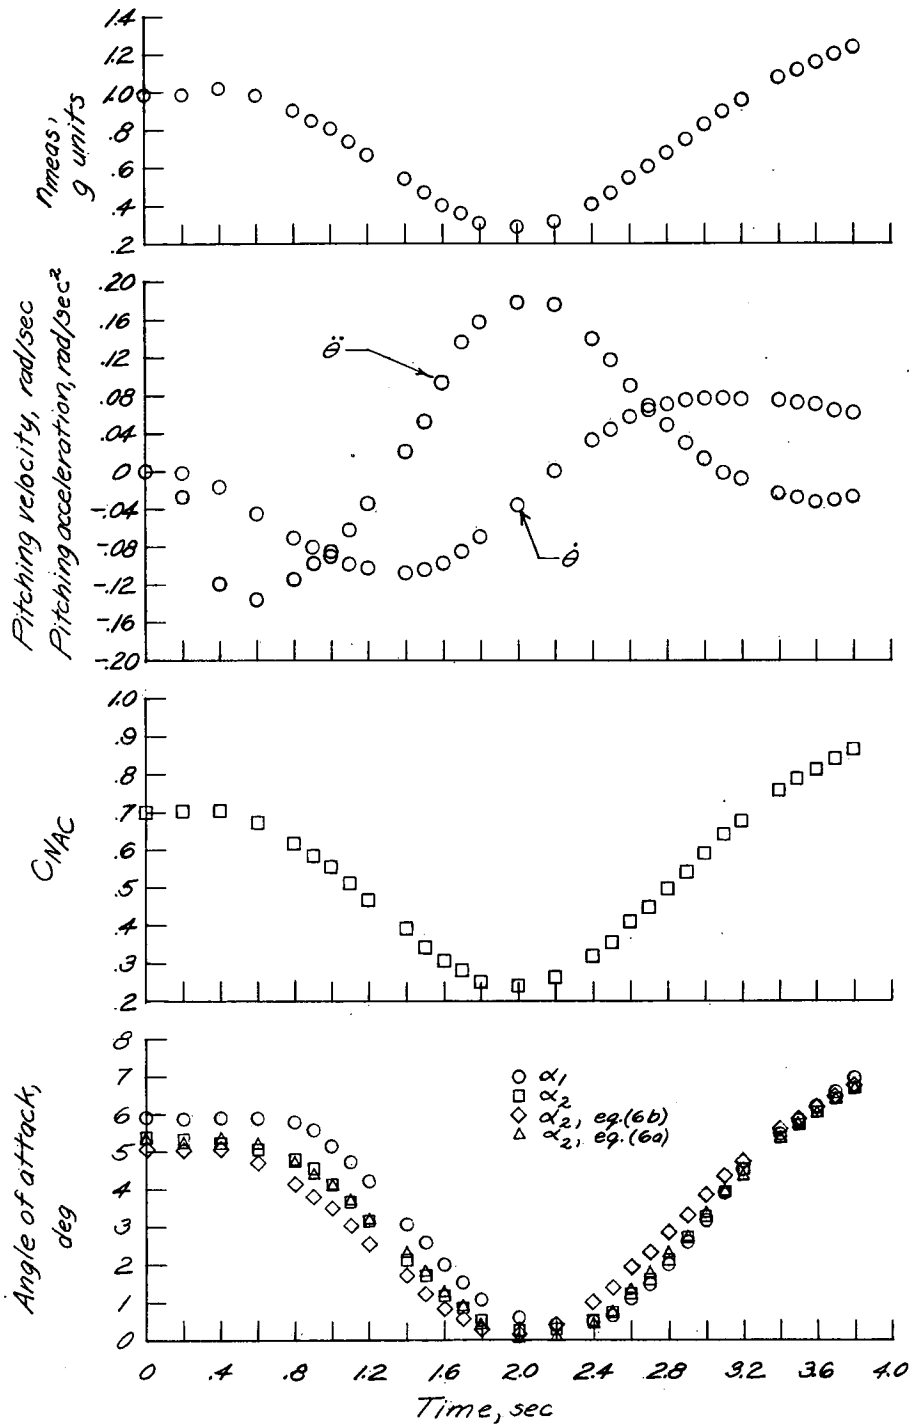 1.4
1.2
1.0
.8
.6
.4
.2
nmeas,
g units
.20
.16
.12
.08
.04
0
-.04
-.08
-.12
-.16
-.20
Pitching velocity, rad/sec
Pitching acceleration, rad/sec²
θ̈
θ̇
1.0
.9
.8
.7
.6
.5
.4
.3
.2
CNAC
8
7
6
5
4
3
2
1
0
Angle of attack,
deg
α₁
α₂
α₂, eq.(6b)
α₂, eq.(6a)
0 .4 .8 1.2 1.6 2.0 2.4 2.8 3.2 3.6 4.0
Time, sec